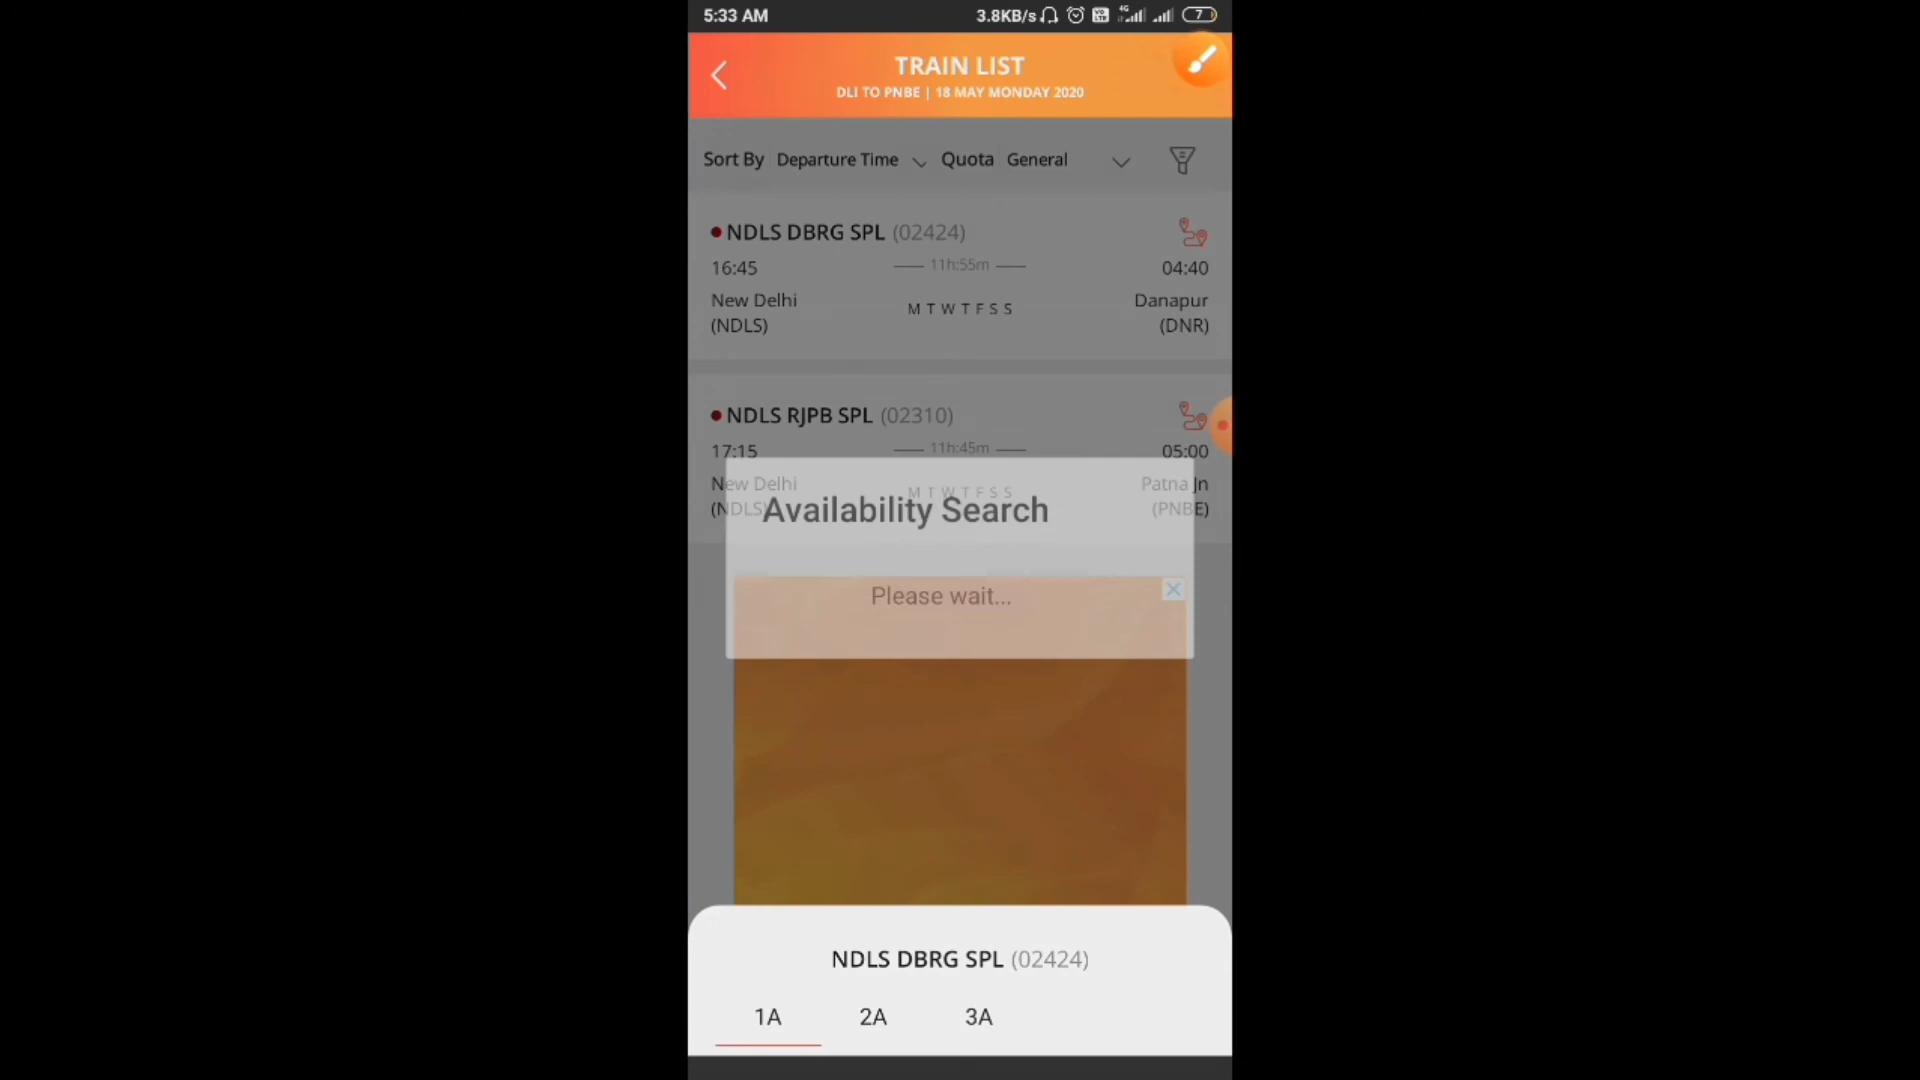 5:33 AM 3.8KB/s 4G 7
TRAIN LIST
DLI TO PNBE | 18 MAY MONDAY 2020
Sort By Departure Time Quota General
NDLS DBRG SPL (02424)
16:45 11h:55m 04:40
New Delhi M T W T F S S Danapur
(NDLS) (DNR)
NDLS RJPB SPL (02310)
17:15 11h:45m 05:00
New Delhi M T W T F S S Patna Jn
(NDLS) (PNBE)
Availability Search
Please wait...
NDLS DBRG SPL (02424)
1A 2A 3A